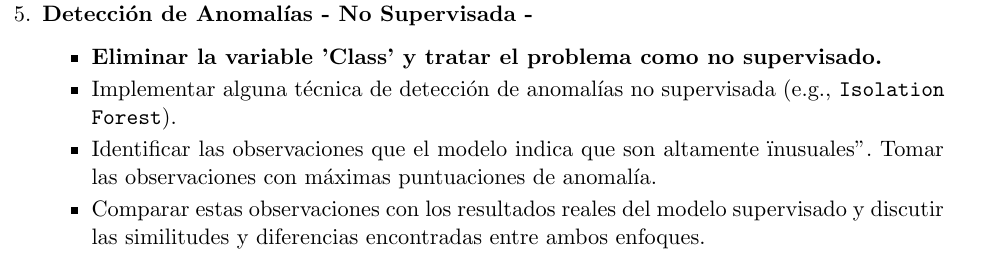 5. Detección de Anomalías - No Supervisada -
▪ Eliminar la variable 'Class' y tratar el problema como no supervisado.
▪ Implementar alguna técnica de detección de anomalías no supervisada (e.g., Isolation
Forest).
▪ Identificar las observaciones que el modelo indica que son altamente ïnusuales”. Tomar
las observaciones con máximas puntuaciones de anomalía.
▪ Comparar estas observaciones con los resultados reales del modelo supervisado y discutir
las similitudes y diferencias encontradas entre ambos enfoques.